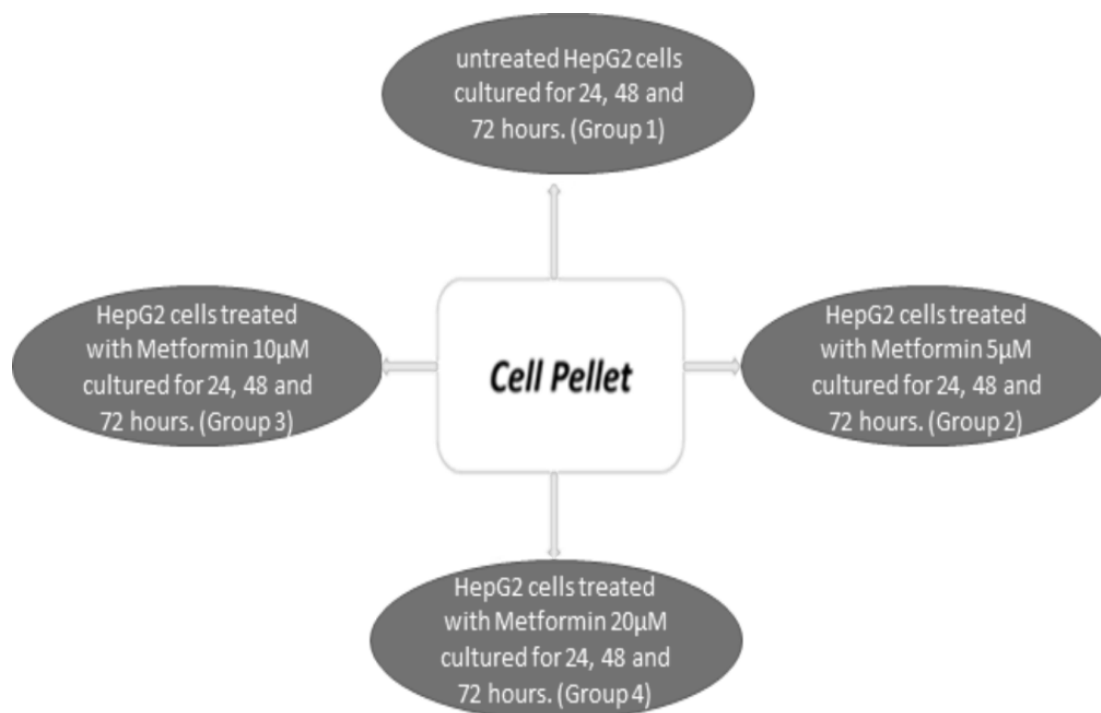 untreated HepG2 cells
cultured for 24, 48 and
72 hours. (Group 1)
HepG2 cells treated
with Metformin 10µM
cultured for 24, 48 and
72 hours. (Group 3)
Cell Pellet
HepG2 cells treated
with Metformin 5µM
cultured for 24, 48 and
72 hours. (Group 2)
HepG2 cells treated
with Metformin 20µM
cultured for 24, 48 and
72 hours. (Group 4)